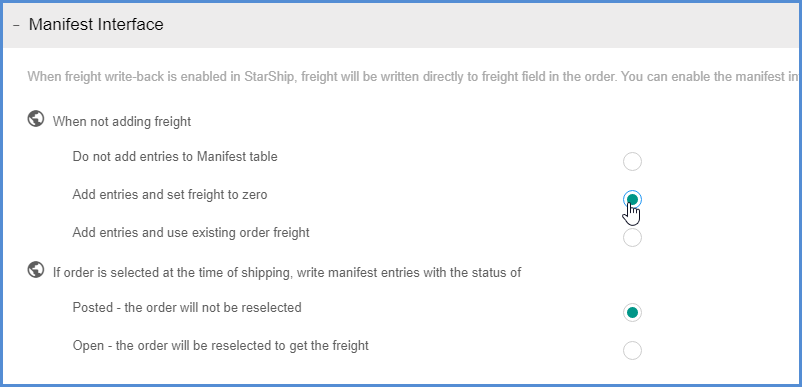 - Manifest Interface
When freight write-back is enabled in StarShip, freight will be written directly to freight field in the order. You can enable the manifest in
When not adding freight
Do not add entries to Manifest table
Add entries and set freight to zero
Add entries and use existing order freight
If order is selected at the time of shipping, write manifest entries with the status of
Posted - the order will not be reselected
Open - the order will be reselected to get the freight